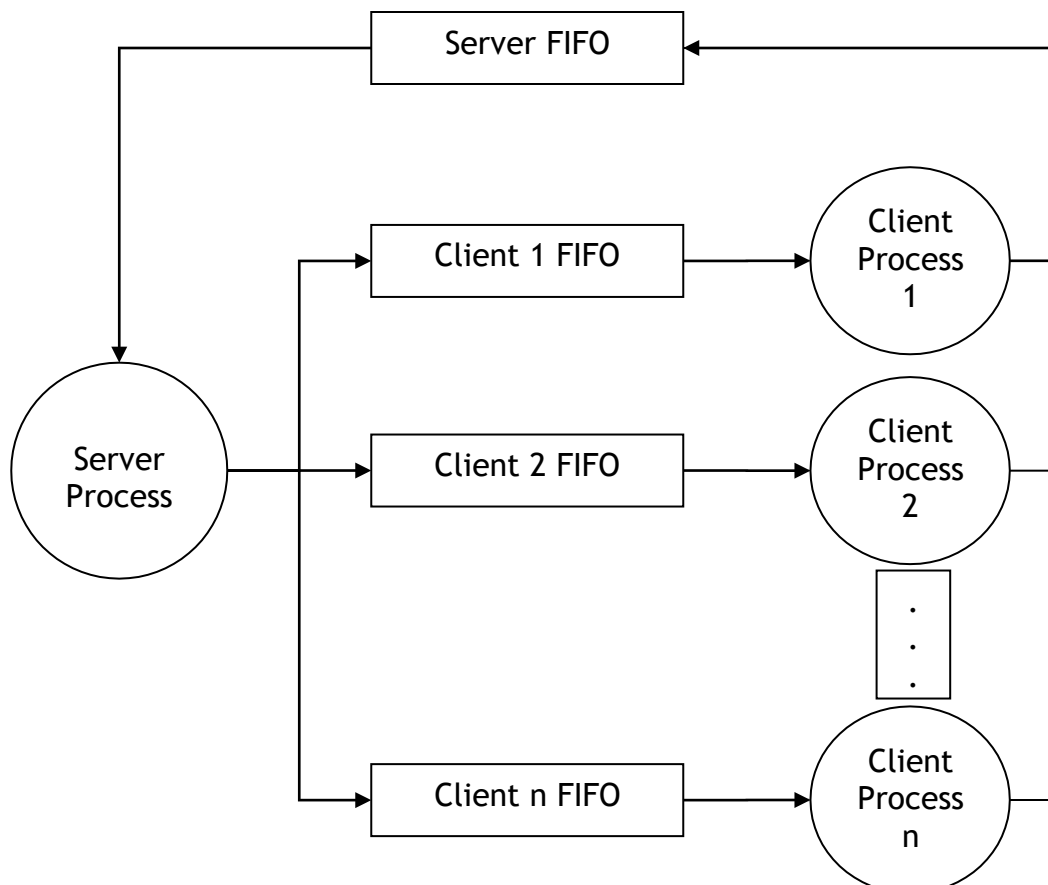 Server FIFO
Client 1 FIFO
Client
Process
1
Server
Process
Client 2 FIFO
Client
Process
2
.
.
.
Client n FIFO
Client
Process
n